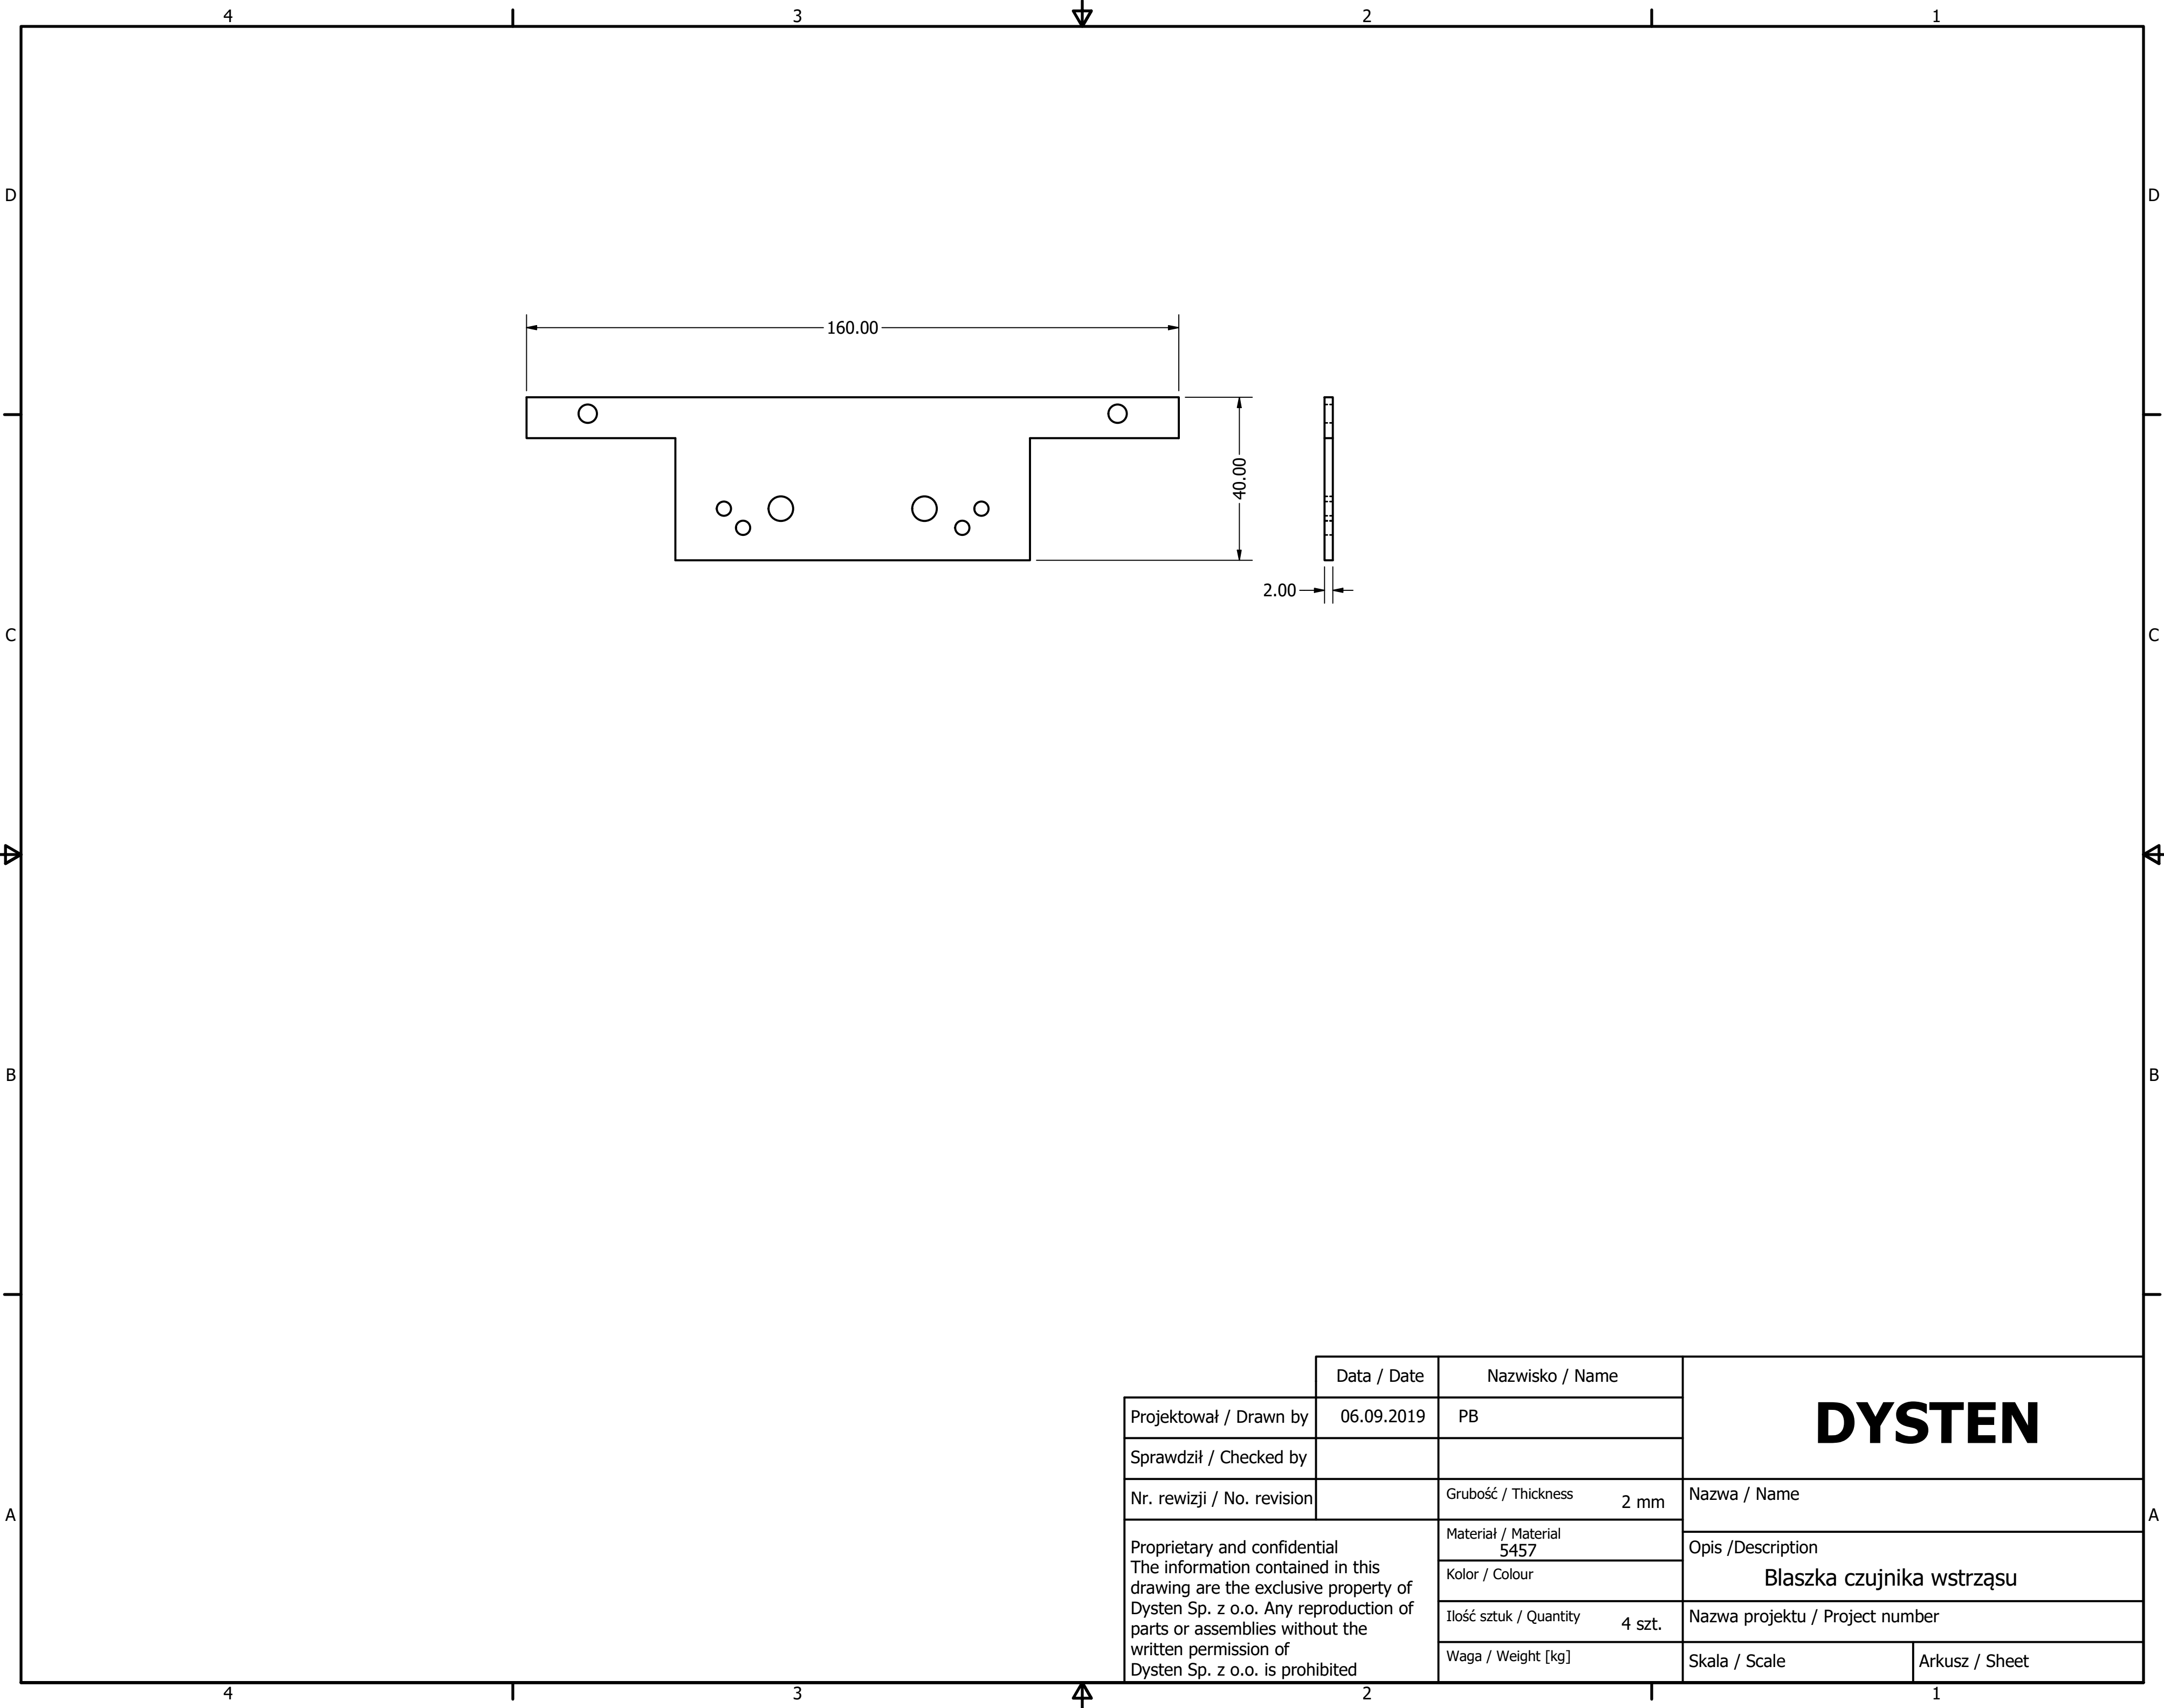 4 3 2 1
D D
160.00
40.00
2.00
C C
B B
Data / Date Nazwisko / Name
DYSTEN
Projektował / Drawn by 06.09.2019 PB
Sprawdził / Checked by
Nr. rewizji / No. revision
Grubość / Thickness 2 mm
Nazwa / Name
A A
Materiał / Material
5457
Opis /Description
Blaszka czujnika wstrząsu
Kolor / Colour
Ilość sztuk / Quantity 4 szt.
Nazwa projektu / Project number
Waga / Weight [kg]
Skala / Scale
Arkusz / Sheet
Proprietary and confidential
The information contained in this
drawing are the exclusive property of
Dysten Sp. z o.o. Any reproduction of
parts or assemblies without the
written permission of
Dysten Sp. z o.o. is prohibited
4 3 2 1